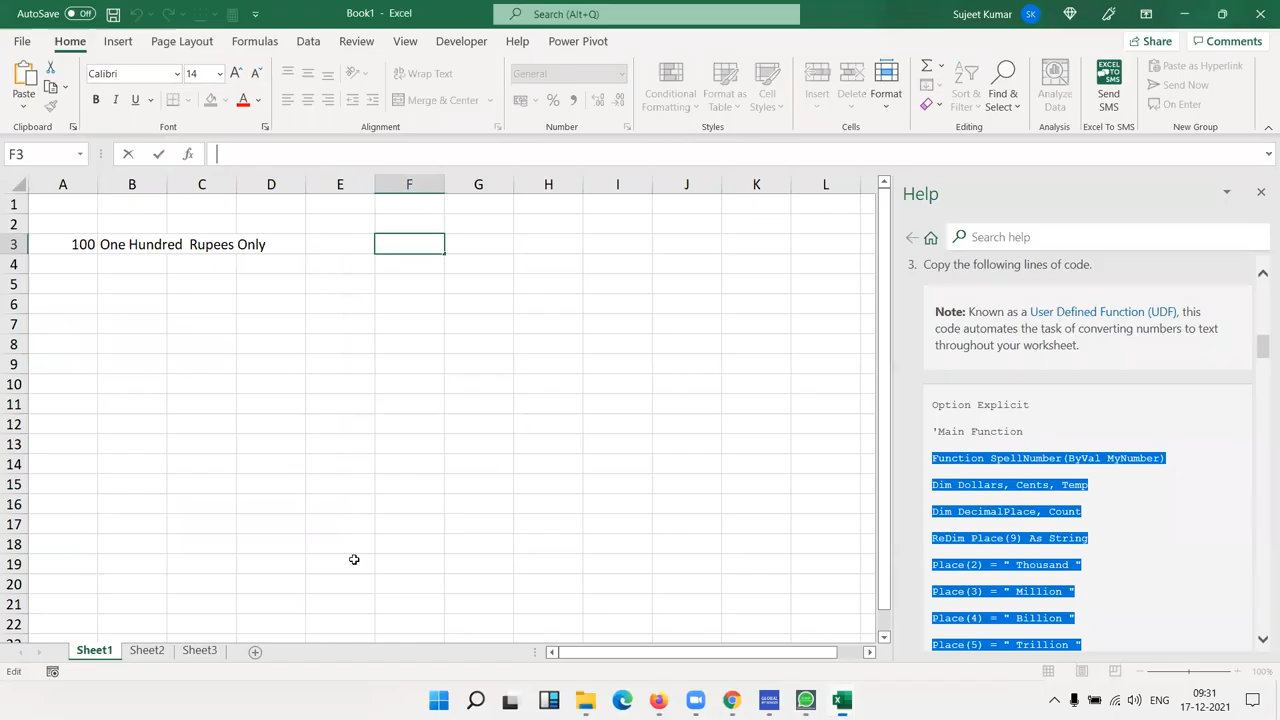 AutoSave Off Book1 - Excel Search (Alt+Q) Sujeet Kumar SK
File Home Insert Page Layout Formulas Data Review View Developer Help Power Pivot Share Comments
Paste Calibri 14 Wrap Text General Conditional Formatting Format as Table Cell Styles Insert Delete Format Sort & Filter Find & Select Analyze Data Send SMS Paste as Hyperlink
B I U A Merge & Center Send Now
On Enter
Clipboard Font Alignment Number Styles Cells Editing Analysis Excel To SMS New Group
F3 fx
A B C D E F G H I J K L
1
2
3 100 One Hundred Rupees Only
4
5
6
7
8
9
10
11
12
13
14
15
16
17
18
19
20
21
22
23
Help
Search help
3. Copy the following lines of code.
Note: Known as a User Defined Function (UDF), this
code automates the task of converting numbers to text
throughout your worksheet.
Option Explicit
'Main Function
Function SpellNumber(ByVal MyNumber)
Dim Dollars, Cents, Temp
Dim DecimalPlace, Count
ReDim Place(9) As String
Place(2) = " Thousand "
Place(3) = " Million "
Place(4) = " Billion "
Place(5) = " Trillion "
Sheet1 Sheet2 Sheet3
Edit 100%
ENG 09:31
17-12-2021